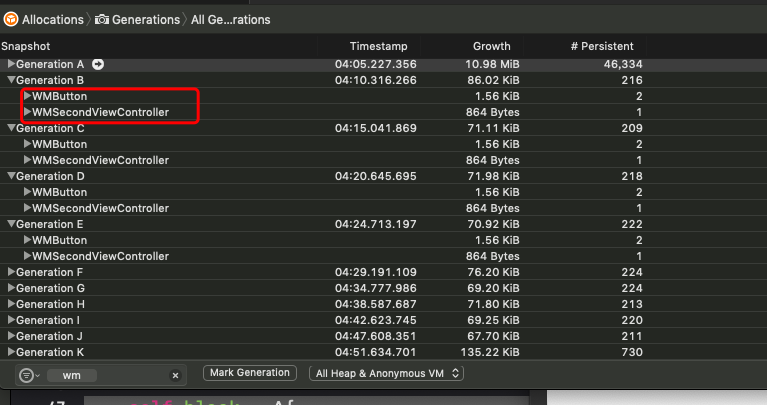 Allocations Generations All Ge...rations
Snapshot Timestamp Growth # Persistent
Generation A 04:05.227.356 10.98 MiB 46,334
Generation B 04:10.316.266 86.02 KiB 216
WMButton 1.56 KiB 2
WMSecondViewController 864 Bytes 1
Generation C 04:15.041.869 71.11 KiB 209
WMButton 1.56 KiB 2
WMSecondViewController 864 Bytes 1
Generation D 04:20.645.695 71.98 KiB 218
WMButton 1.56 KiB 2
WMSecondViewController 864 Bytes 1
Generation E 04:24.713.197 70.92 KiB 222
WMButton 1.56 KiB 2
WMSecondViewController 864 Bytes 1
Generation F 04:29.191.109 76.20 KiB 224
Generation G 04:34.777.986 69.20 KiB 224
Generation H 04:38.587.687 71.80 KiB 213
Generation I 04:42.623.745 69.25 KiB 220
Generation J 04:47.608.351 67.70 KiB 211
Generation K 04:51.634.701 135.22 KiB 730
wm Mark Generation All Heap & Anonymous VM